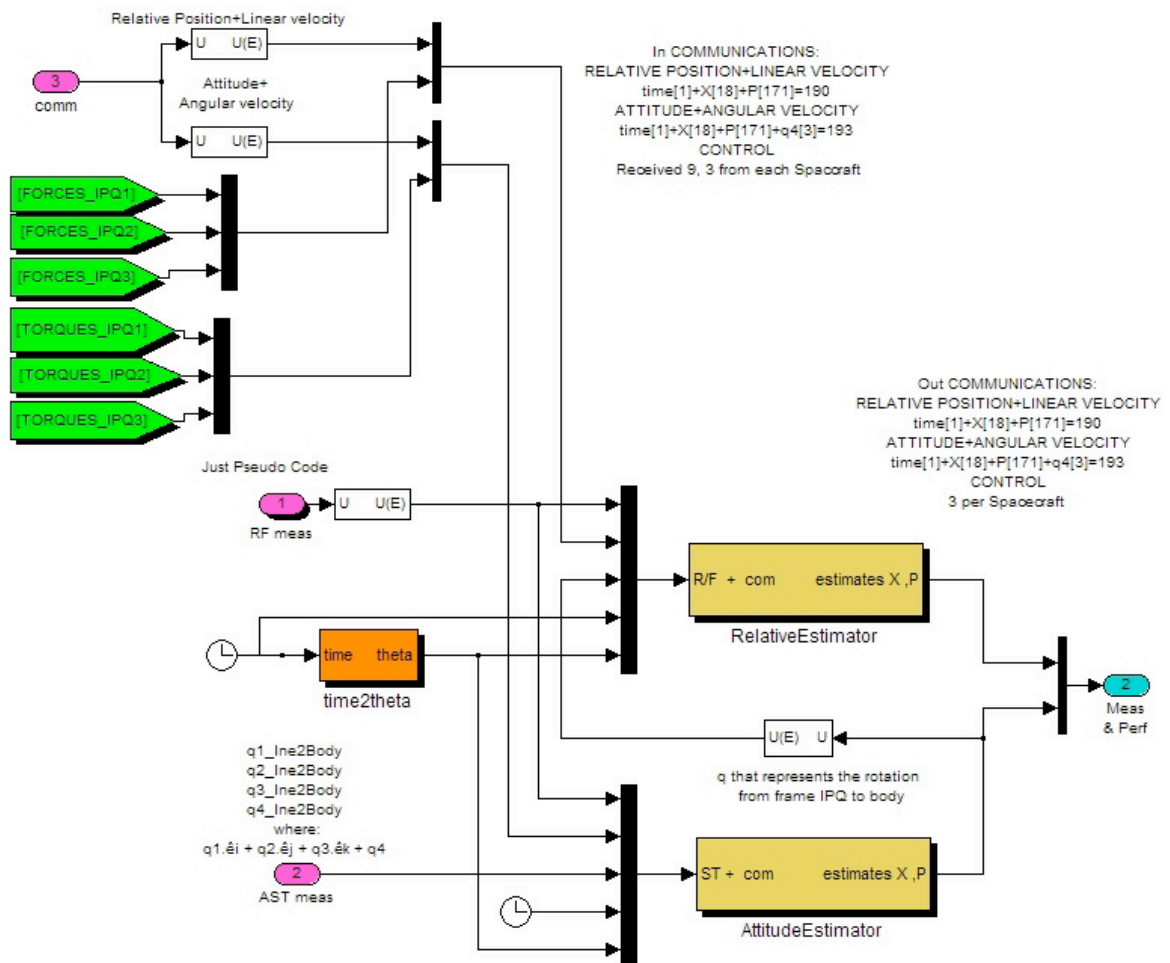 Relative Position+Linear velocity
U U(E)
3
comm
Attitude+
Angular velocity
U U(E)
In COMMUNICATIONS:
RELATIVE POSITION+LINEAR VELOCITY
time[1]+X[18]+P[171]=190
ATTITUDE+ANGULAR VELOCITY
time[1]+X[18]+P[171]+q4[3]=193
CONTROL
Received 9, 3 from each Spacraft
[FORCES_IPQ1]
[FORCES_IPQ2]
[FORCES_IPQ3]
[TORQUES_IPQ1]
[TORQUES_IPQ2]
[TORQUES_IPQ3]
Out COMMUNICATIONS:
RELATIVE POSITION+LINEAR VELOCITY
time[1]+X[18]+P[171]=190
ATTITUDE+ANGULAR VELOCITY
time[1]+X[18]+P[171]+q4[3]=193
CONTROL
3 per Spacecraft
Just Pseudo Code
1
RF meas
U U(E)
R/F + com estimates X ,P
RelativeEstimator
time theta
time2theta
2
Meas
& Perf
U(E) U
q that represents the rotation
from frame IPQ to body
q1_Ine2Body
q2_Ine2Body
q3_Ine2Body
q4_Ine2Body
where:
q1.êi + q2.êj + q3.êk + q4
2
AST meas
ST + com estimates X ,P
AttitudeEstimator